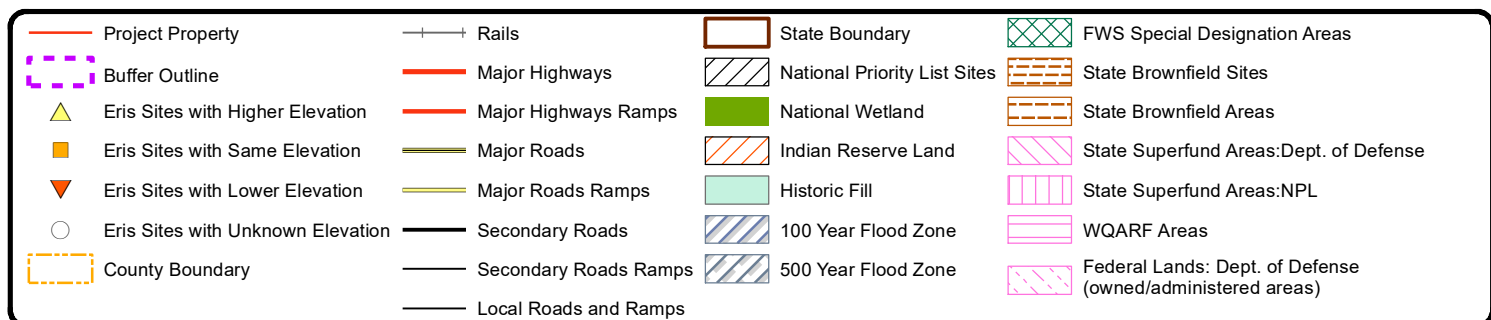 Project Property
Buffer Outline
Eris Sites with Higher Elevation
Eris Sites with Same Elevation
Eris Sites with Lower Elevation
Eris Sites with Unknown Elevation
County Boundary
Rails
Major Highways
Major Highways Ramps
Major Roads
Major Roads Ramps
Secondary Roads
Secondary Roads Ramps
Local Roads and Ramps
State Boundary
National Priority List Sites
National Wetland
Indian Reserve Land
Historic Fill
100 Year Flood Zone
500 Year Flood Zone
FWS Special Designation Areas
State Brownfield Sites
State Brownfield Areas
State Superfund Areas:Dept. of Defense
State Superfund Areas:NPL
WQARF Areas
Federal Lands: Dept. of Defense
(owned/administered areas)